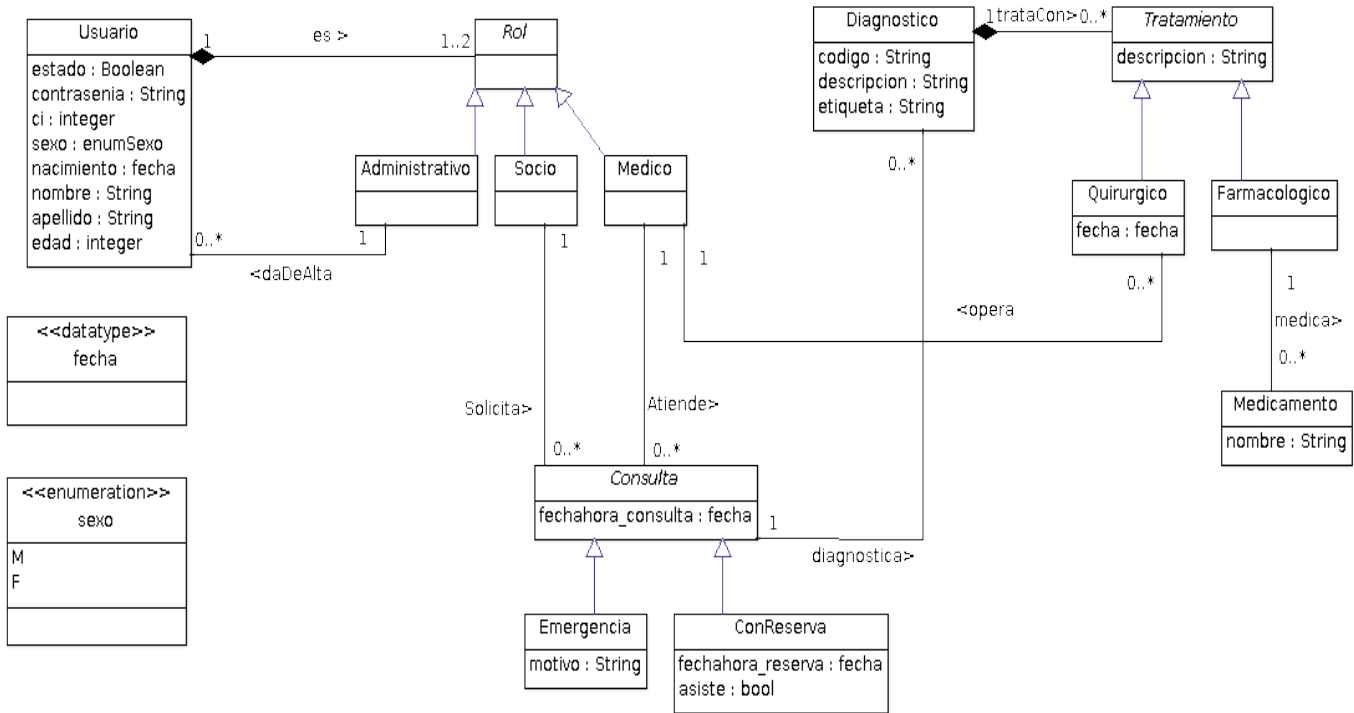 Usuario
estado : Boolean
contrasenia : String
ci : integer
sexo : enumSexo
nacimiento : fecha
nombre : String
apellido : String
edad : integer
1
es >
1..2
Rol
Diagnostico
codigo : String
descripcion : String
etiqueta : String
1
trataCon>
0..*
Tratamiento
descripcion : String
Administrativo
Socio
Medico
0..*
Quirurgico
fecha : fecha
Farmacologico
0..*
1
<daDeAlta
1
1
1
0..*
1
<opera
medica>
0..*
<<datatype>>
fecha
Medicamento
nombre : String
Solicita>
Atiende>
0..*
0..*
<<enumeration>>
sexo
M
F
Consulta
fechahora_consulta : fecha
1
diagnostica>
Emergencia
motivo : String
ConReserva
fechahora_reserva : fecha
asiste : bool